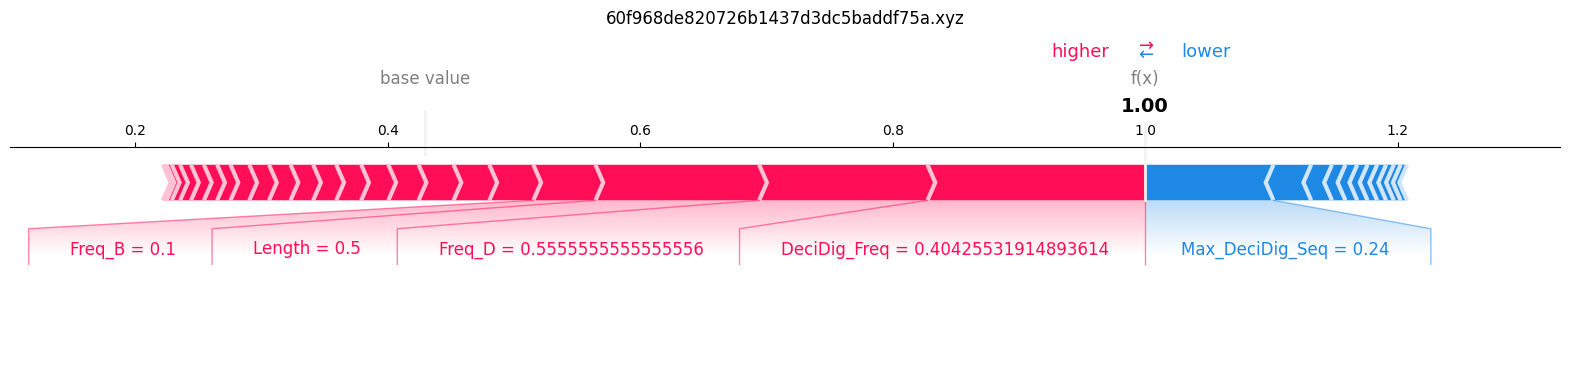 60f968de820726b1437d3dc5baddf75a.xyz
higher ⇄ lower
base value f(x)
1.00
0.2 0.4 0.6 0.8 1.0 1.2
Freq_B = 0.1 Length = 0.5 Freq_D = 0.5555555555555556 DeciDig_Freq = 0.40425531914893614 Max_DeciDig_Seq = 0.24